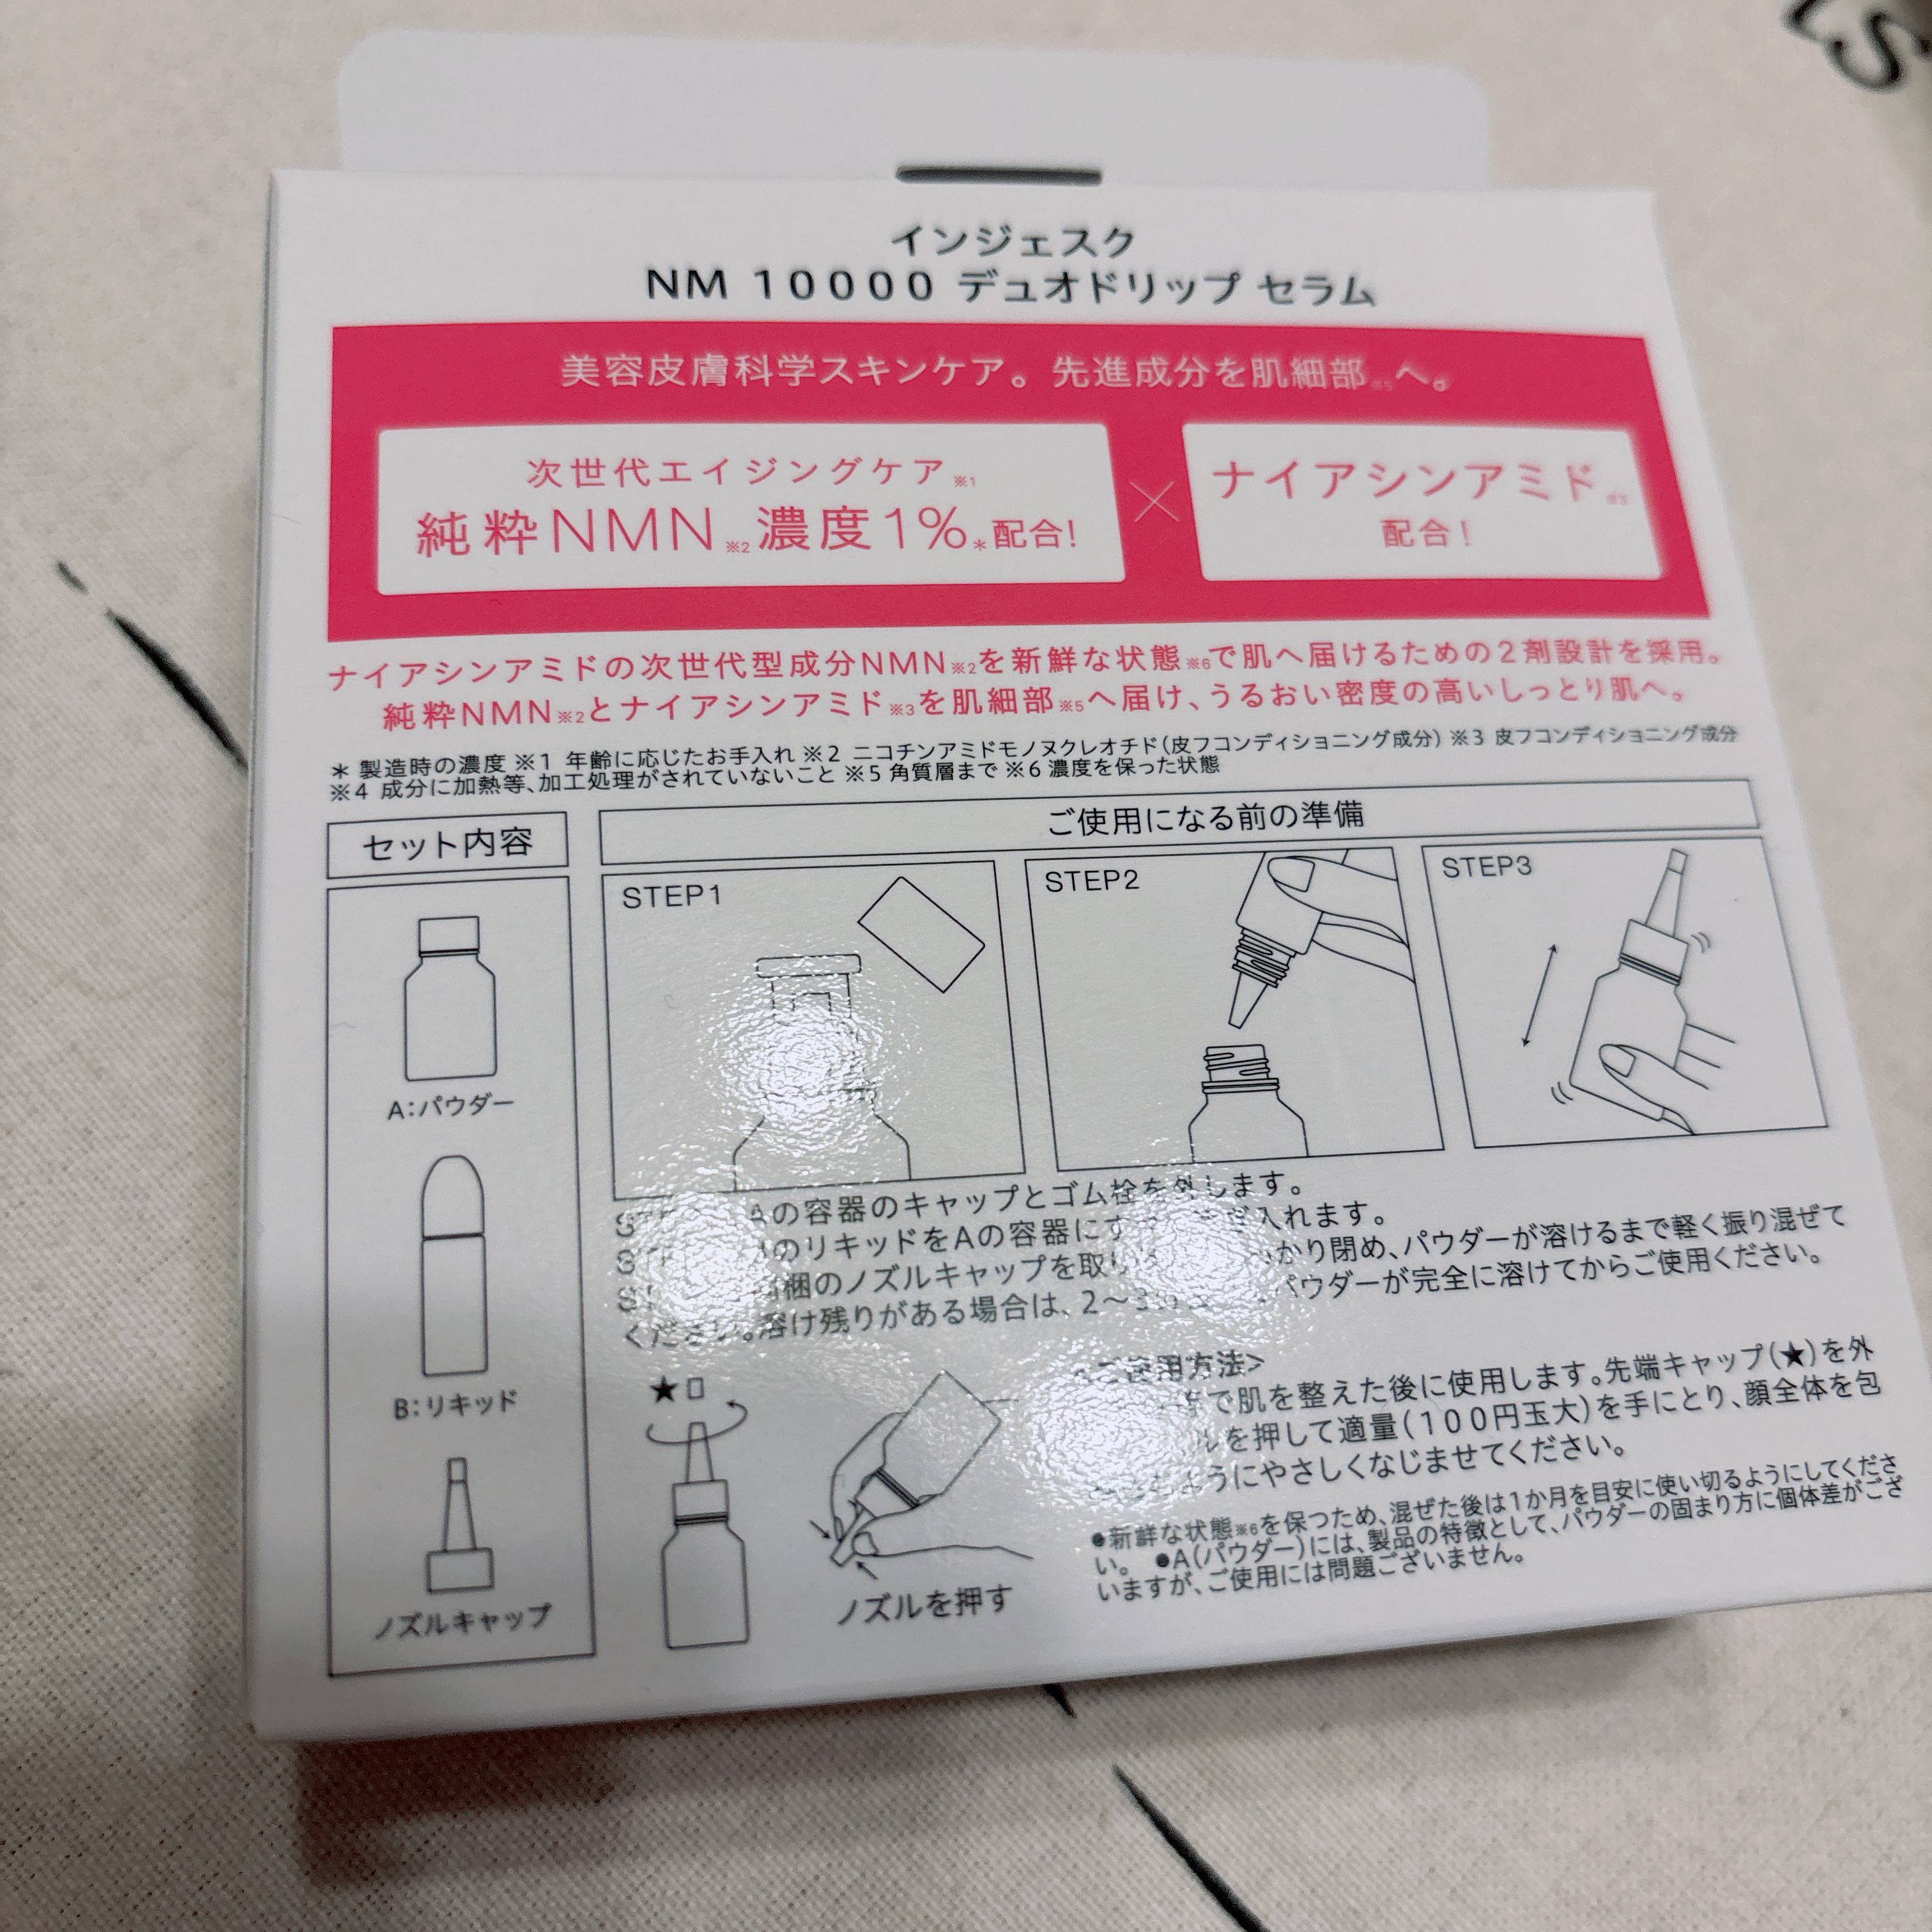 インジェスク
NM 10000 デュオドリップ セラム
美容皮膚科学スキンケア。先進成分を肌細部※5へ。
次世代エイジングケア※1
純粋NMN※2濃度1%*配合!
×
ナイアシンアミド※3
配合!
ナイアシンアミドの次世代型成分NMN※2を新鮮な状態※6で肌へ届けるための2剤設計を採用。
純粋NMN※2とナイアシンアミド※3を肌細部※5へ届け、うるおい密度の高いしっとり肌へ。
* 製造時の濃度 ※1 年齢に応じたお手入れ ※2 ニコチンアミドモノヌクレオチド(皮フコンディショニング成分) ※3 皮フコンディショニング成分
※4 成分に加熱等、加工処理がされていないこと ※5 角質層まで ※6 濃度を保った状態
セット内容
A:パウダー
B:リキッド
ノズルキャップ
ご使用になる前の準備
STEP1
STEP2
STEP3
Aの容器のキャップとゴム栓を外します。
のリキッドをAの容器にす 入れます。
梱のノズルキャップを取り かり閉め、パウダーが溶けるまで軽く振り混ぜて
ください。溶け残りがある場合は、2〜3分 パウダーが完全に溶けてからご使用ください。
★
ノズルを押す
ご使用方法>
で肌を整えた後に使用します。先端キャップ(★)を外
ルを押して適量(100円玉大)を手にとり、顔全体を包
ようにやさしくなじませてください。
●新鮮な状態※6を保つため、混ぜた後は1か月を目安に使い切るようにしてくださ
い。 ●A(パウダー)には、製品の特徴として、パウダーの固まり方に個体差がござ
いますが、ご使用には問題ございません。